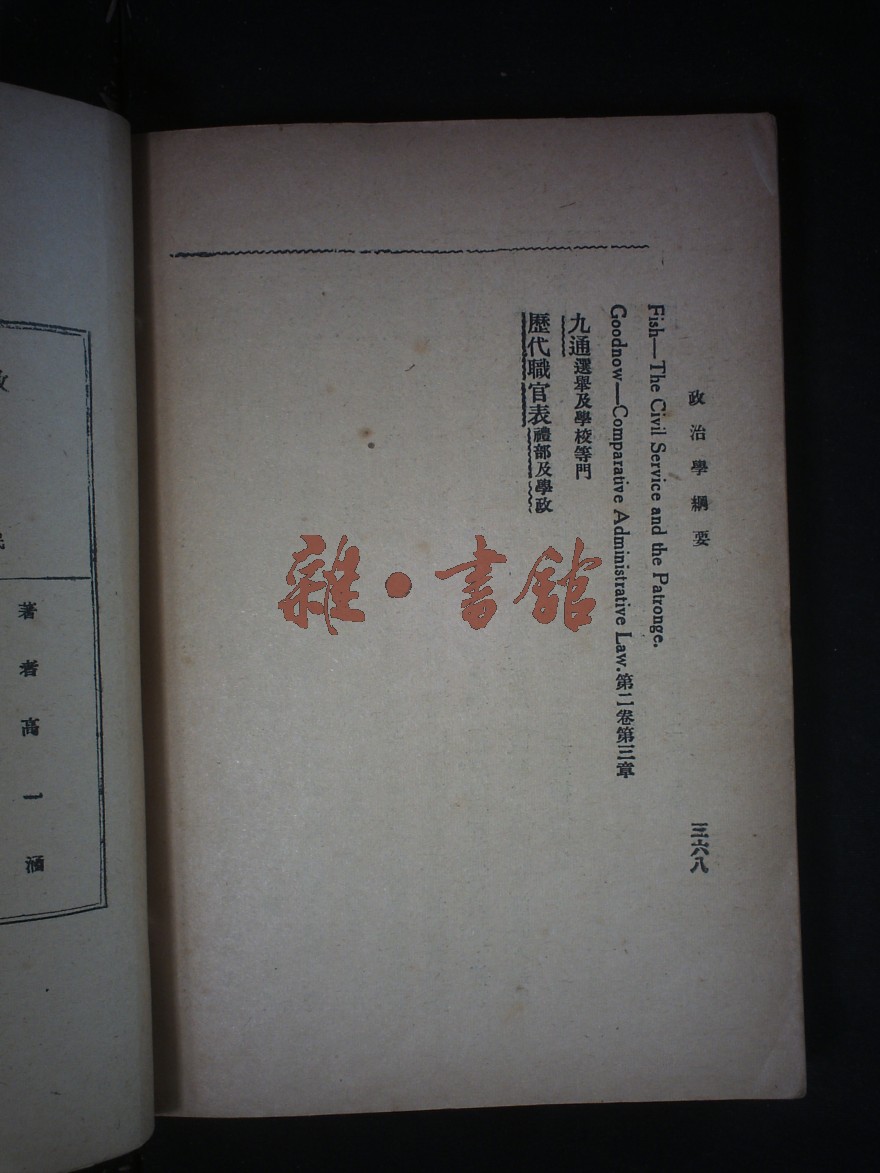 政治學綱要
三六八
Fish—The Civil Service and the Patronge.
Goodnow—Comparative Administrative Law.第二卷第三章
九通選舉及學校等門
歷代職官表禮部及學政
雜·書館
著者高一涵